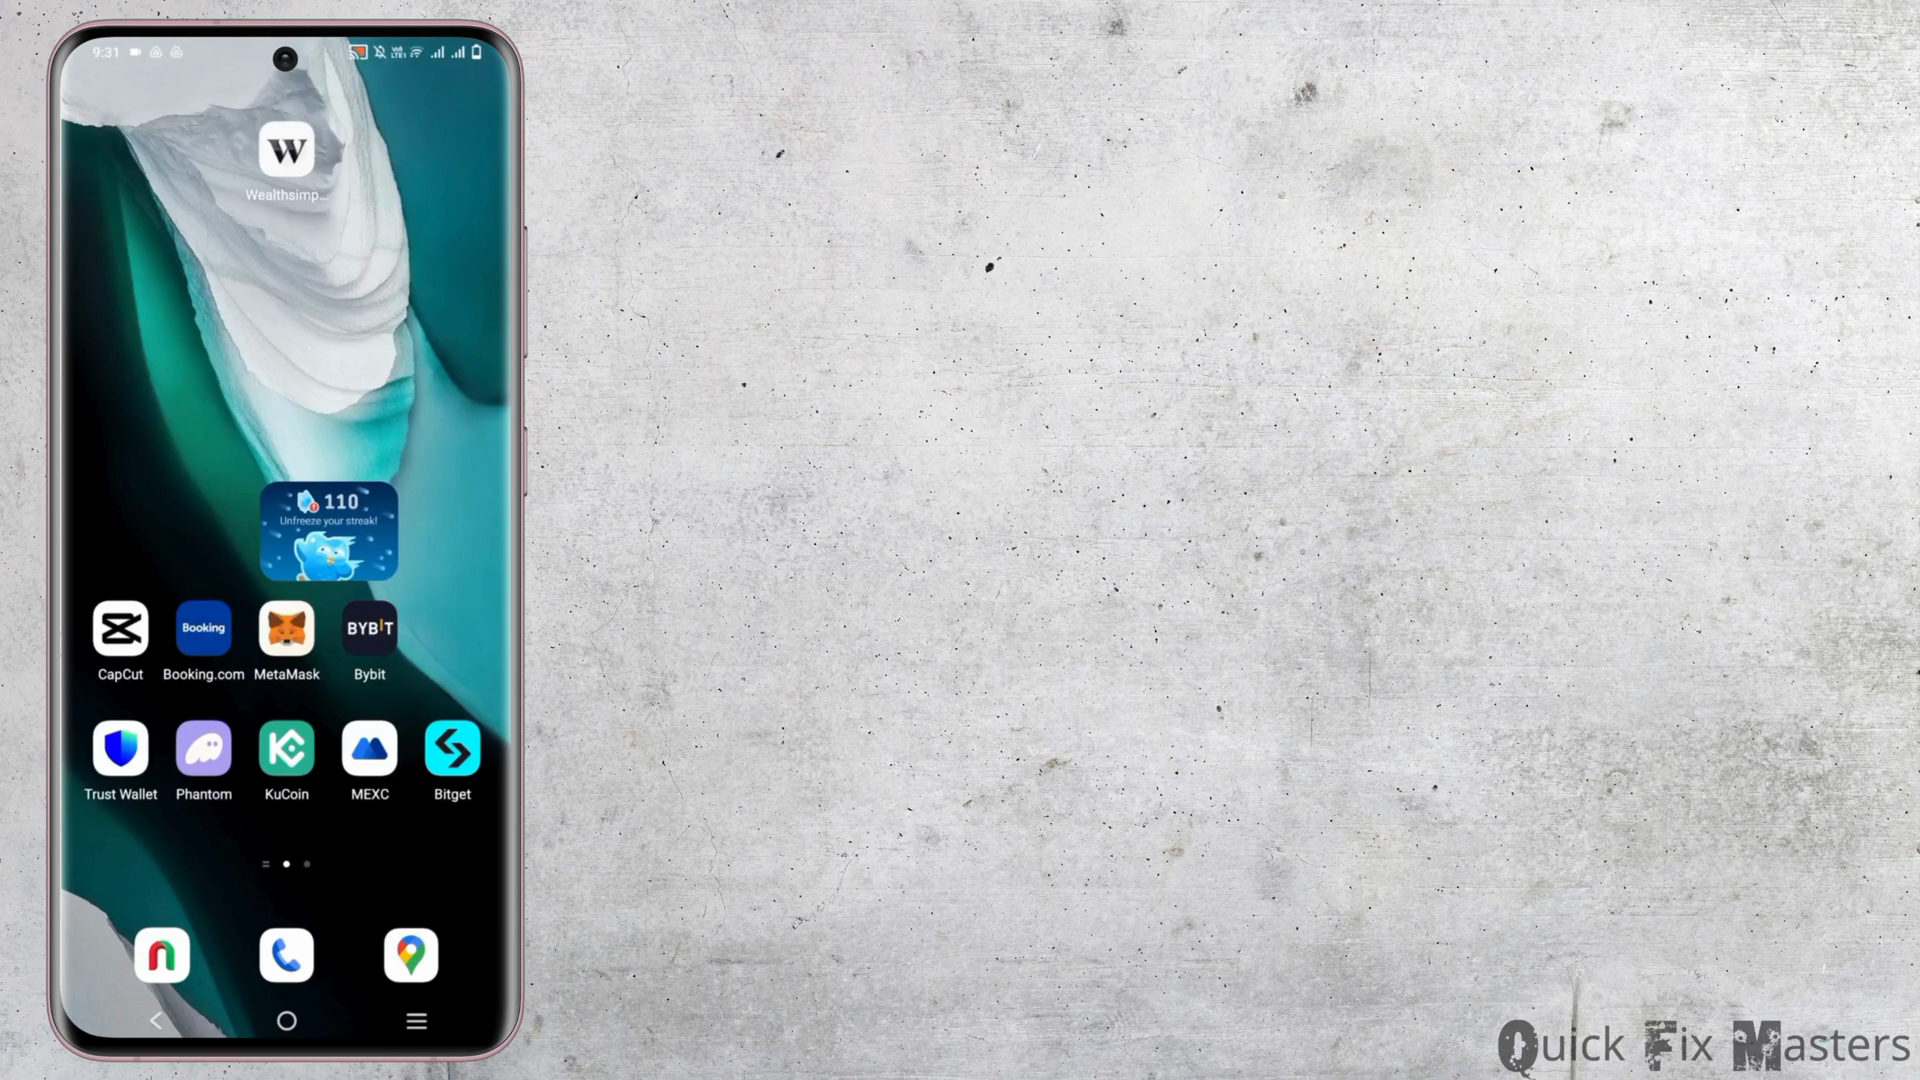 9:31
W
Wealthsimp...
110
Unfreeze your streak!
Booking
BYBIT
CapCut
Booking.com
MetaMask
Bybit
Trust Wallet
Phantom
KuCoin
MEXC
Bitget
Quick Fix Masters